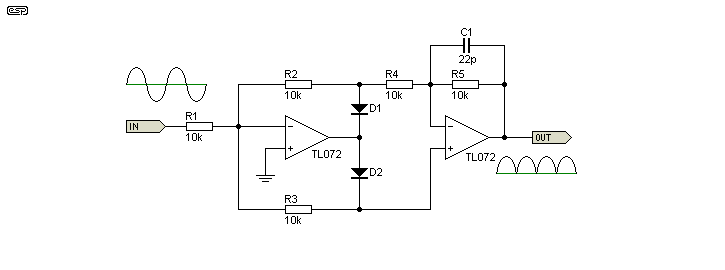 esp
C1
22p
R2
10k
R4
10k
R5
10k
D1
R1
10k
IN
−
+
TL072
−
+
TL072
OUT
D2
R3
10k